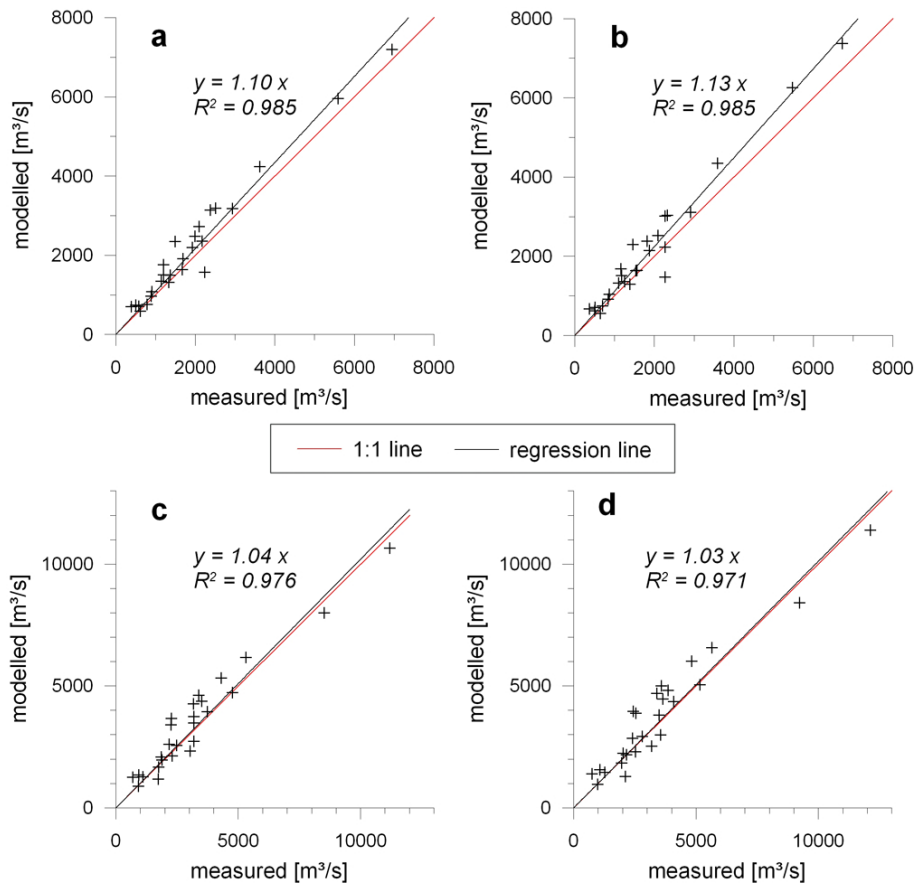 a
y = 1.10 x
R² = 0.985
8000
6000
4000
2000
0
modelled [m³/s]
0 2000 4000 6000 8000
measured [m³/s]
b
y = 1.13 x
R² = 0.985
8000
6000
4000
2000
0
modelled [m³/s]
0 2000 4000 6000 8000
measured [m³/s]
1:1 line regression line
c
y = 1.04 x
R² = 0.976
10000
5000
0
modelled [m³/s]
0 5000 10000
measured [m³/s]
d
y = 1.03 x
R² = 0.971
10000
5000
0
modelled [m³/s]
0 5000 10000
measured [m³/s]